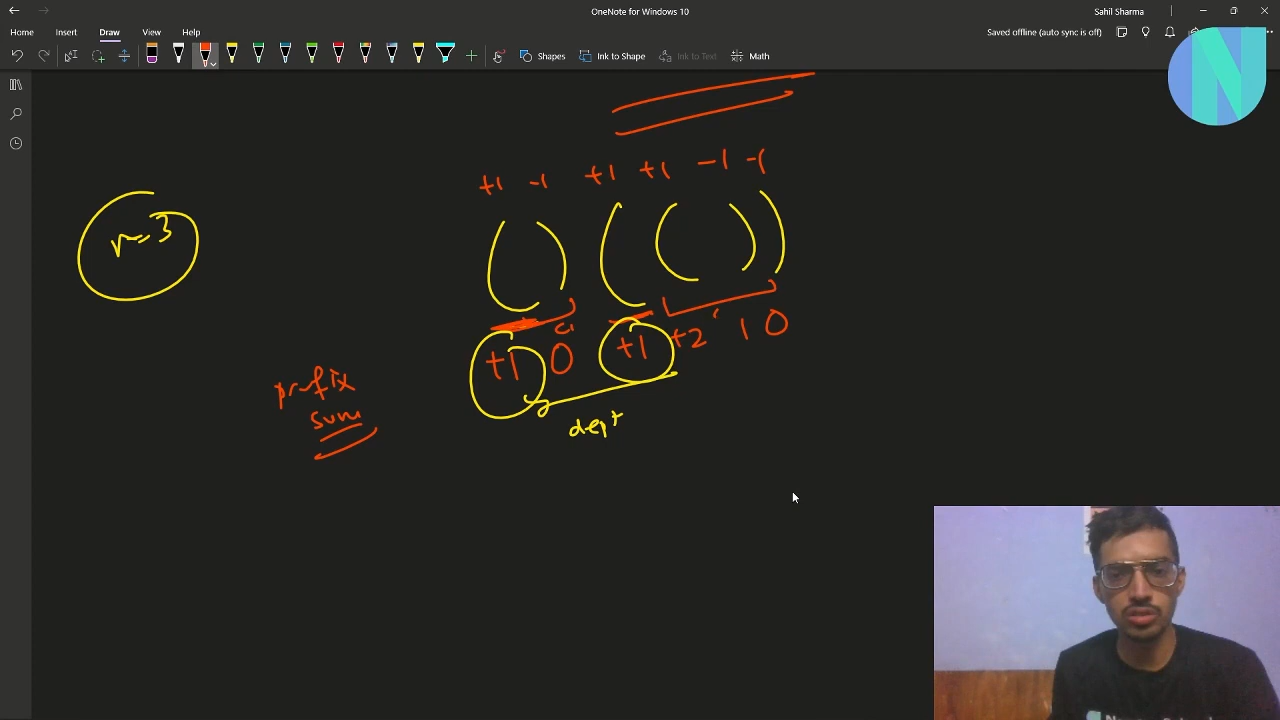 OneNote for Windows 10
Sahil Sharma
Home Insert Draw View Help
Saved offline (auto sync is off)
Shapes Ink to Shape Ink to Text Math
+1 -1 +1 +1 -1 -1
( ) ( ( ) )
+1 0 +1 +2 1 0
prefix
sum
dept
N